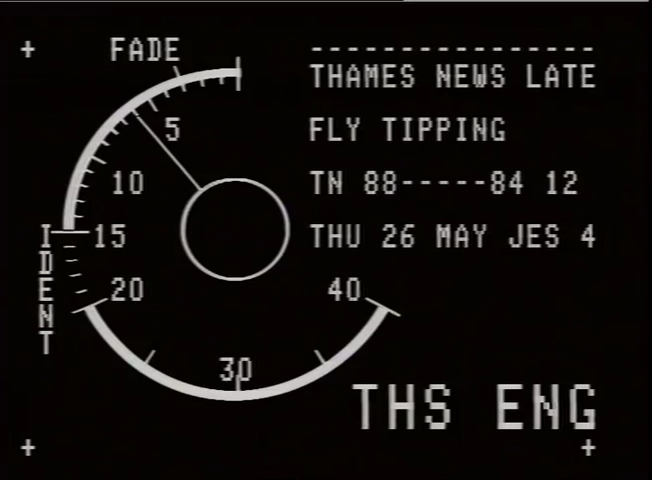 FADE
----------------
THAMES NEWS LATE
5
FLY TIPPING
10
TN 88-----84 12
15
THU 26 MAY JES 4
IDENT
20
40
30
THS ENG